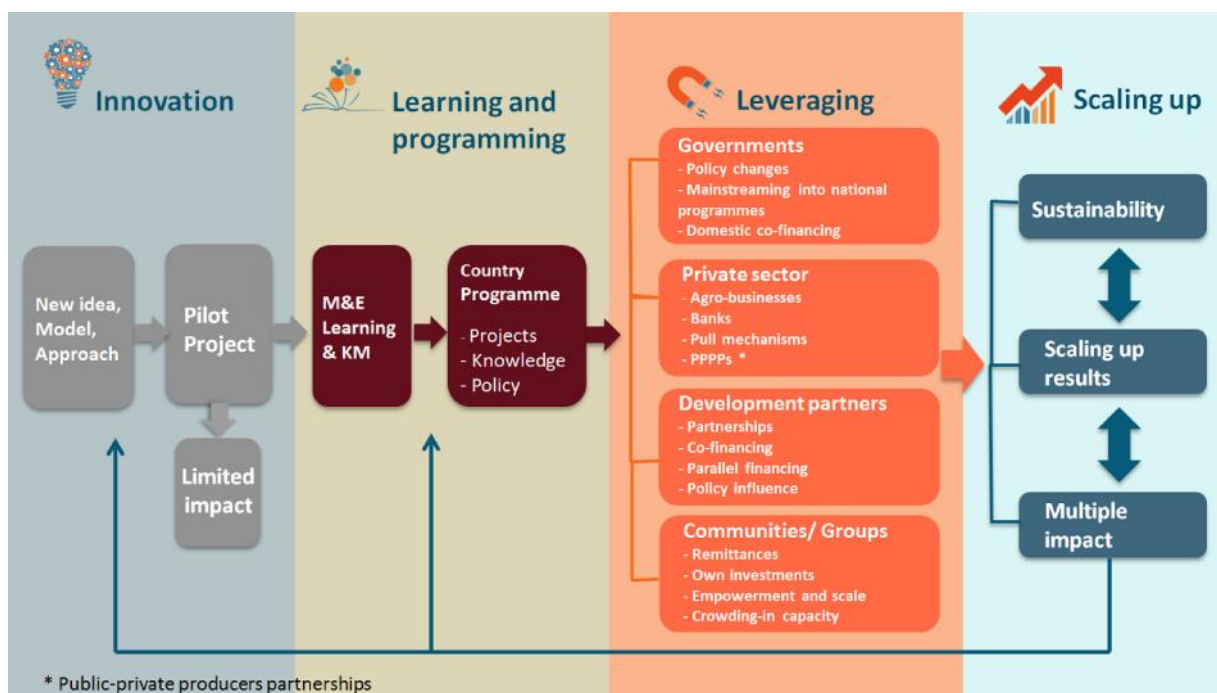 Innovation
New idea,
Model,
Approach
Pilot
Project
Limited
impact
Learning and
programming
M&E
Learning
& KM
Country
Programme
- Projects
- Knowledge
- Policy
Leveraging
Governments
- Policy changes
- Mainstreaming into national
programmes
- Domestic co-financing
Private sector
- Agro-businesses
- Banks
- Pull mechanisms
- PPPPs *
Development partners
- Partnerships
- Co-financing
- Parallel financing
- Policy influence
Communities/ Groups
- Remittances
- Own investments
- Empowerment and scale
- Crowding-in capacity
Scaling up
Sustainability
Scaling up
results
Multiple
impact
* Public-private producers partnerships